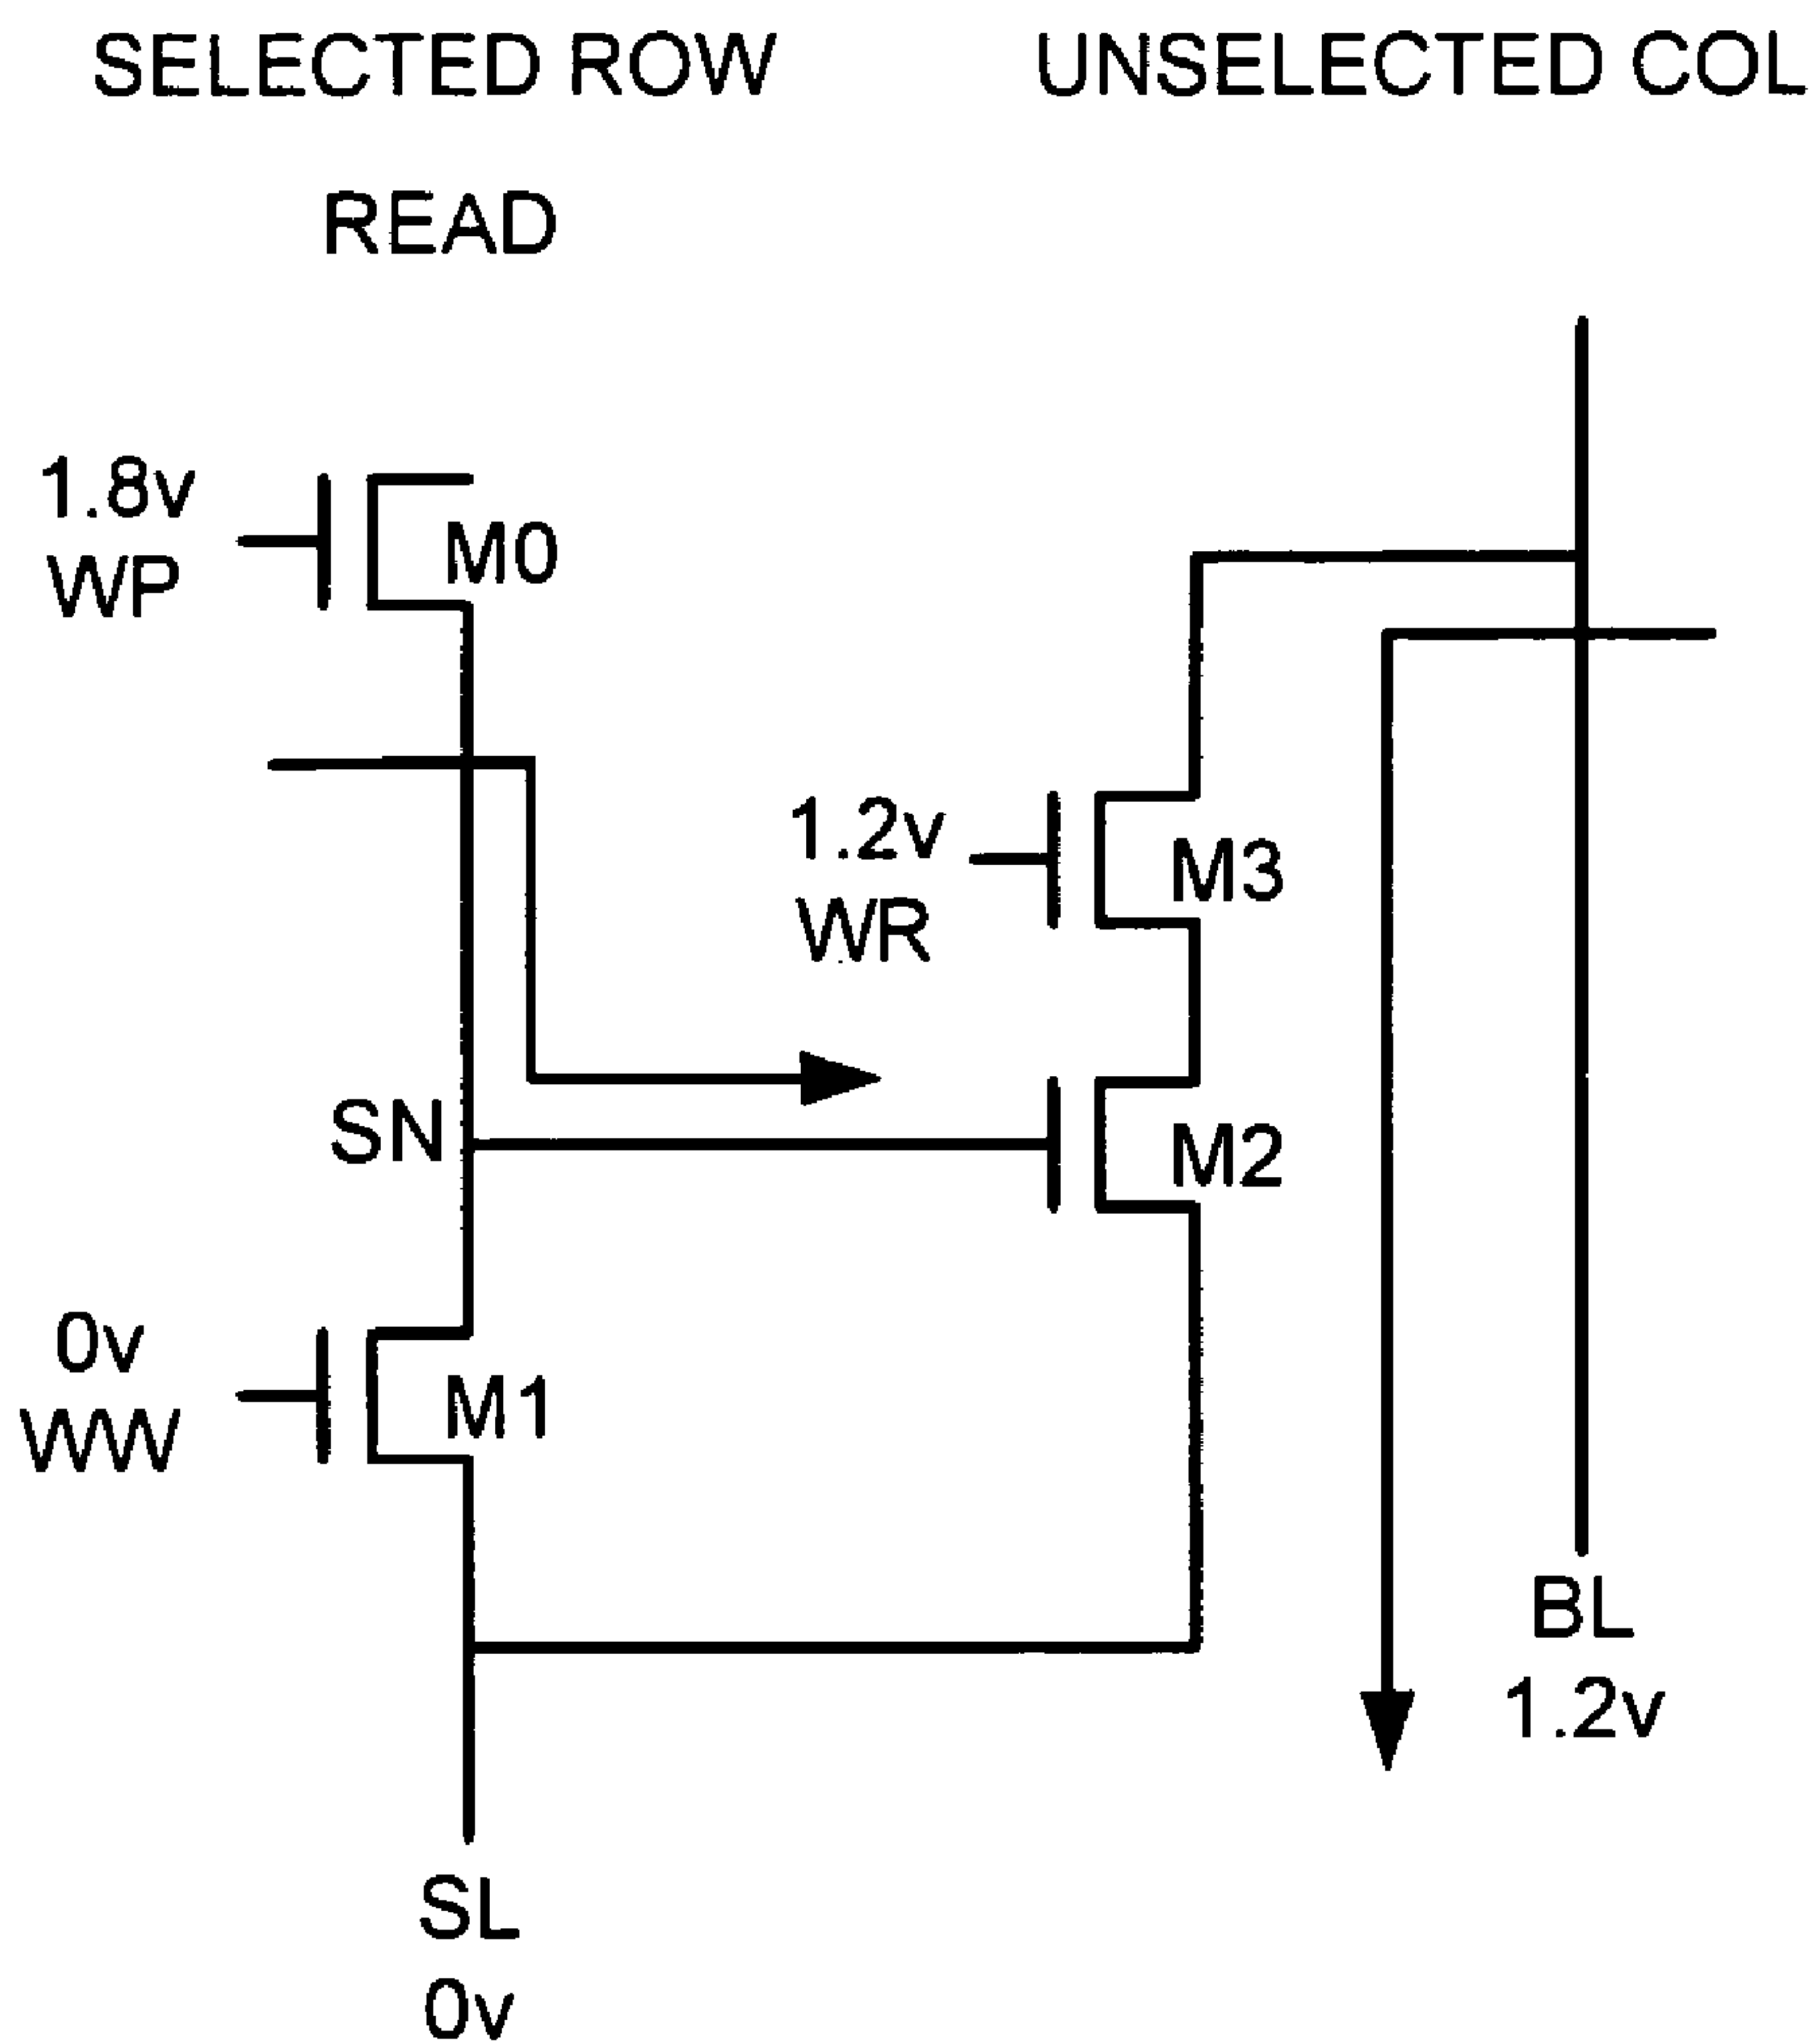 SELECTED ROW
UNSELECTED COL
READ
1.8v
WP
M0
1.2v
WR
M3
SN
M2
0v
WW
M1
BL
1.2v
SL
0v